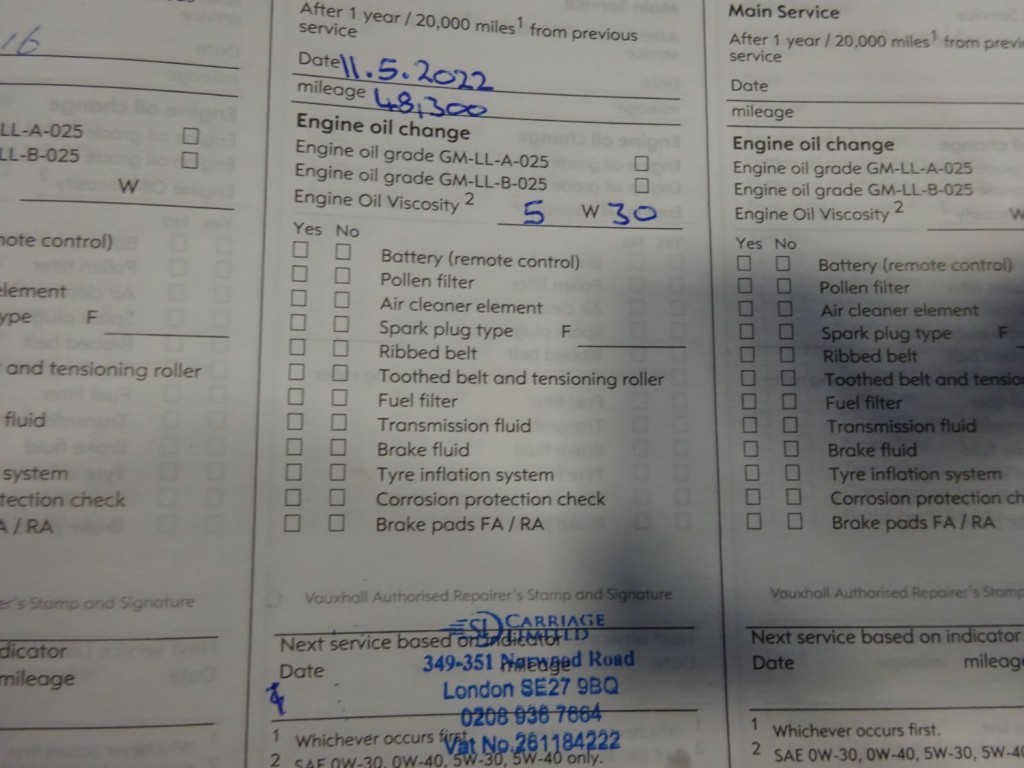 16
LL-A-025
LL-B-025
W
note control)
element
ype F
and tensioning roller
fluid
system
tection check
A / RA
er's Stamp and Signature
dicator
mileage
After 1 year / 20,000 miles1 from previous
service
Date 11.5.2022
mileage 48,300
Engine oil change
Engine oil grade GM-LL-A-025
Engine oil grade GM-LL-B-025
Engine Oil Viscosity 2 5 W 30
Yes No
Battery (remote control)
Pollen filter
Air cleaner element
Spark plug type F
Ribbed belt
Toothed belt and tensioning roller
Fuel filter
Transmission fluid
Brake fluid
Tyre inflation system
Corrosion protection check
Brake pads FA / RA
Vauxhall Authorised Repairer's Stamp and Signature
CARRIAGE
LIMITED
Next service based on indicator
Date mileage
349-351 Norwood Road
London SE27 9BQ
0208 936 7664
Vat No.261184222
1 Whichever occurs first.
2 SAE 0W-30, 0W-40, 5W-30, 5W-40 only.
Main Service
After 1 year / 20,000 miles1 from previ
service
Date
mileage
Engine oil change
Engine oil grade GM-LL-A-025
Engine oil grade GM-LL-B-025
Engine Oil Viscosity 2 W
Yes No
Battery (remote control)
Pollen filter
Air cleaner element
Spark plug type F
Ribbed belt
Toothed belt and tensio
Fuel filter
Transmission fluid
Brake fluid
Tyre inflation system
Corrosion protection ch
Brake pads FA / RA
Vauxhall Authorised Repairer's Stamp
Next service based on indicator
Date mileage
1 Whichever occurs first.
2 SAE 0W-30, 0W-40, 5W-30, 5W-40